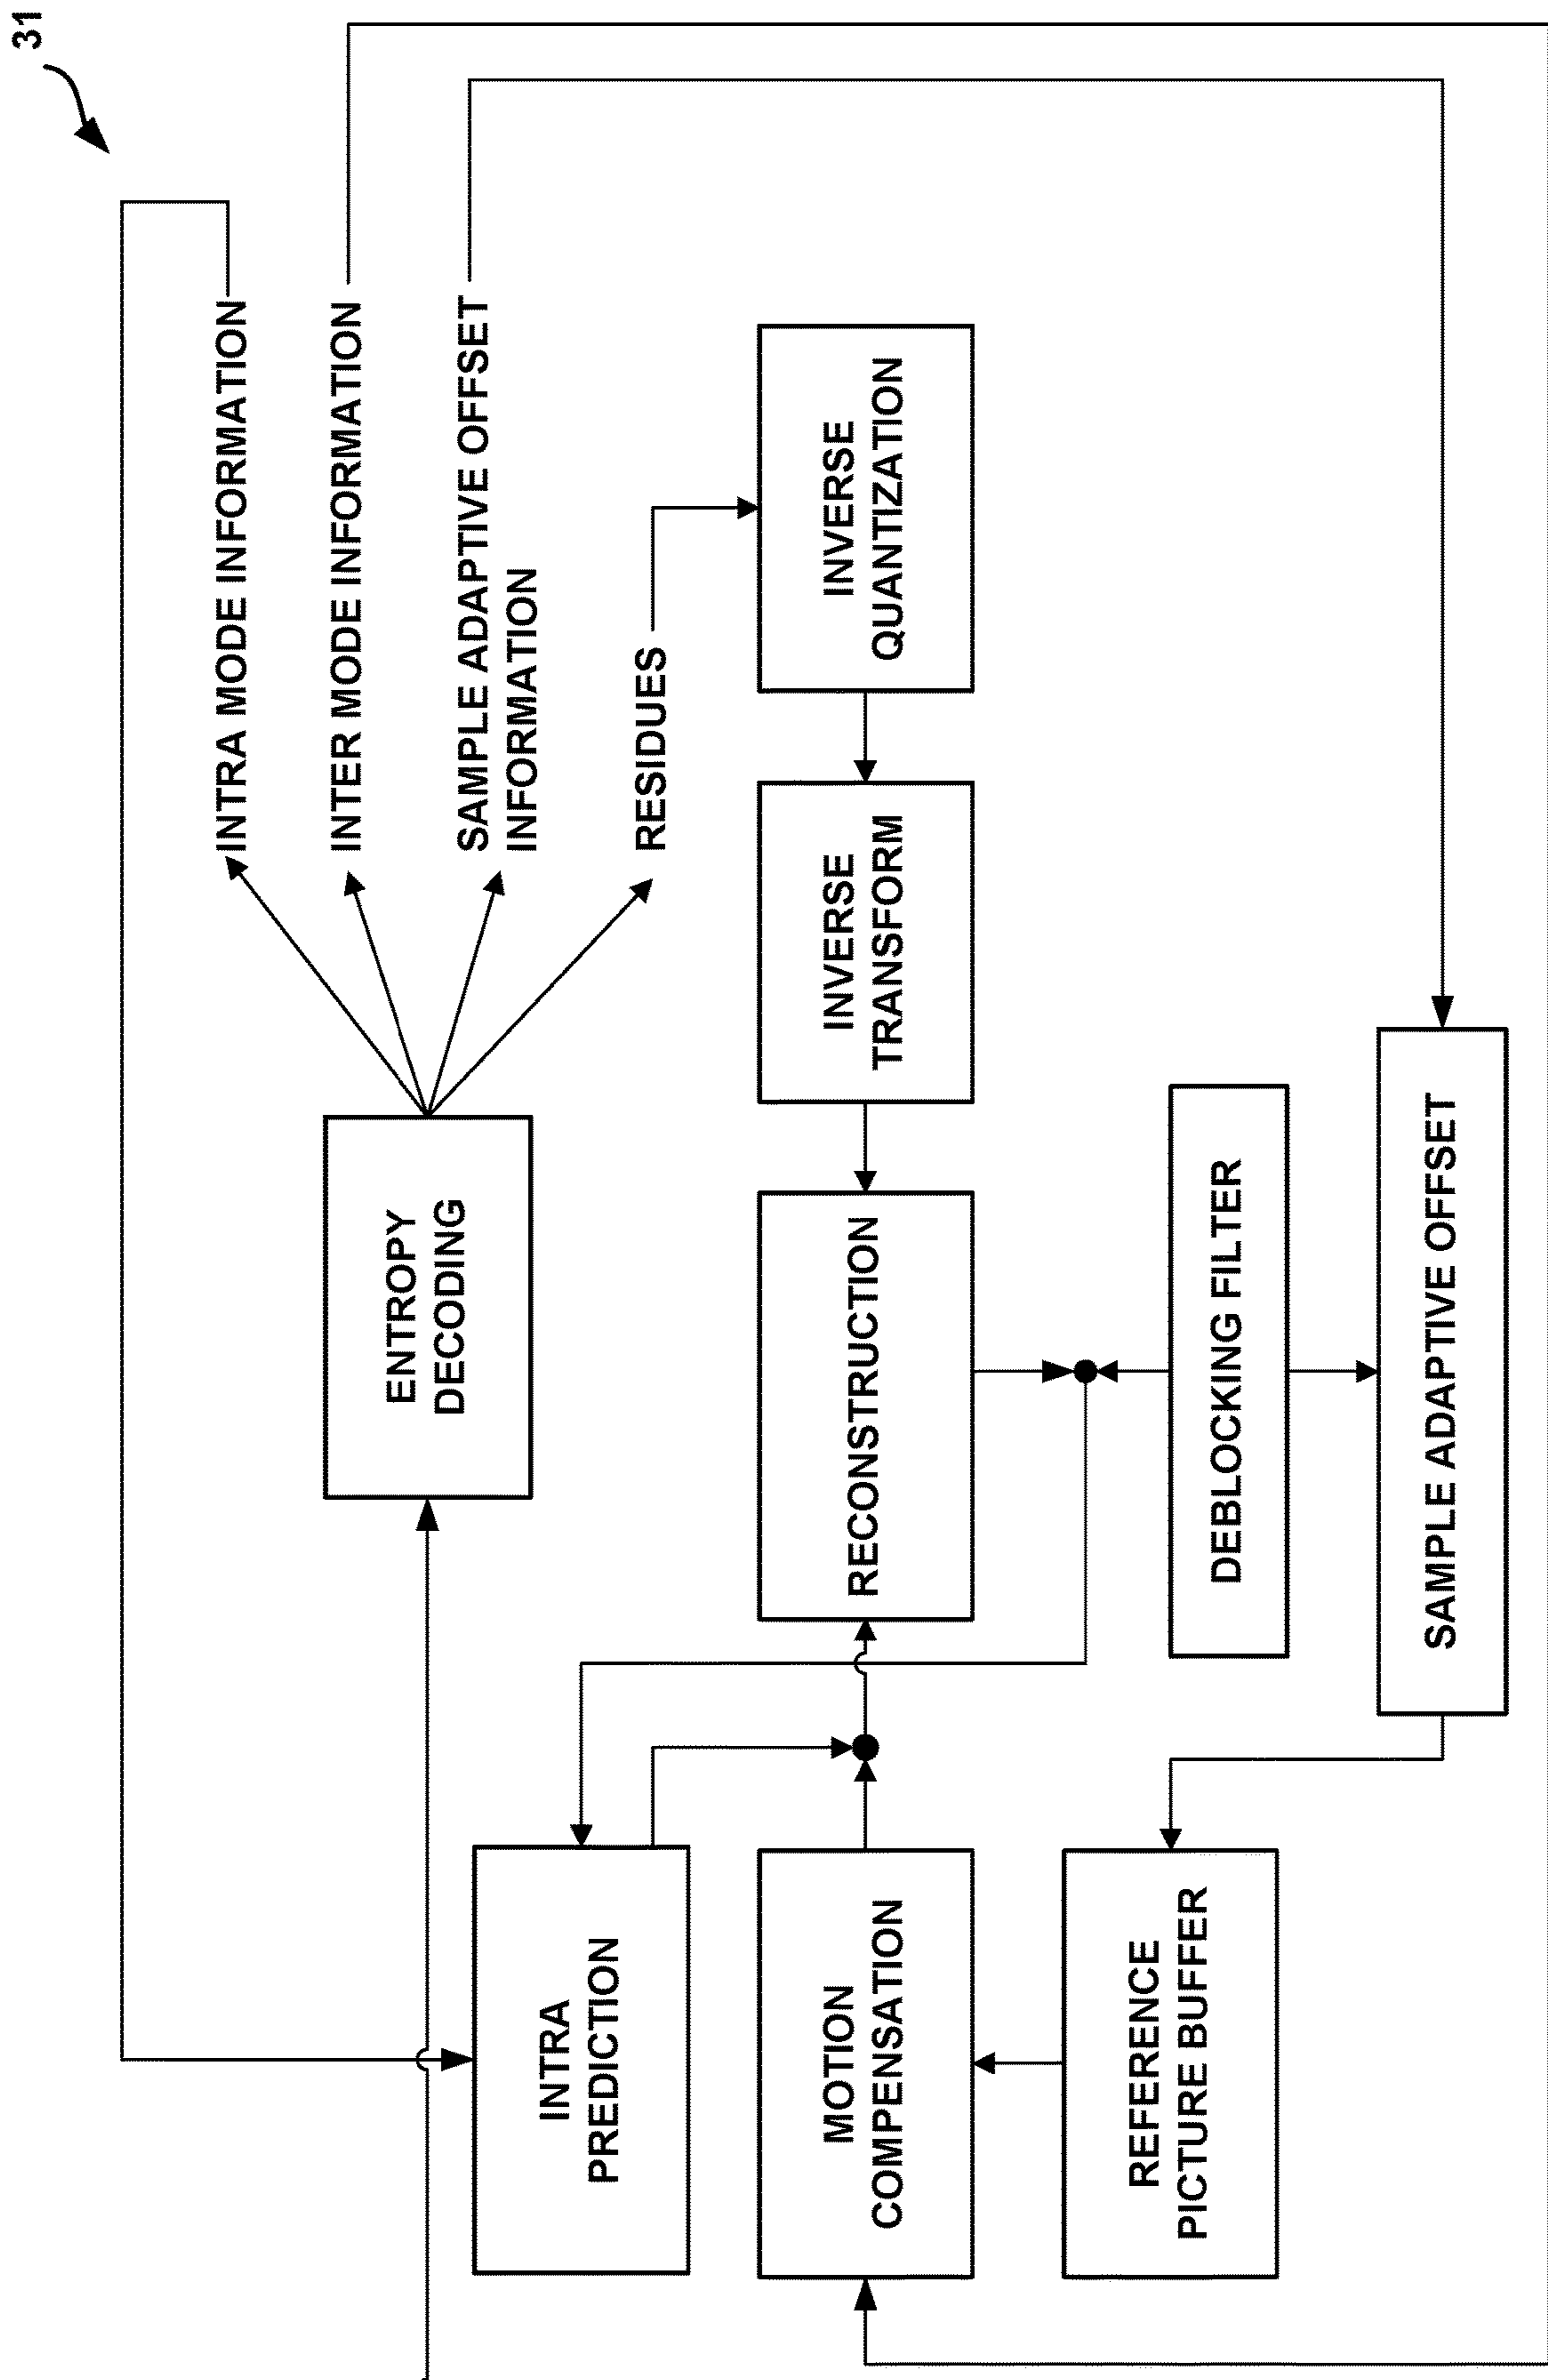 31
INTRA MODE INFORMATION
INTER MODE INFORMATION
SAMPLE ADAPTIVE OFFSET
INFORMATION
RESIDUES
ENTROPY
DECODING
INTRA
PREDICTION
MOTION
COMPENSATION
RECONSTRUCTION
INVERSE
TRANSFORM
INVERSE
QUANTIZATION
REFERENCE
PICTURE BUFFER
DEBLOCKING FILTER
SAMPLE ADAPTIVE OFFSET